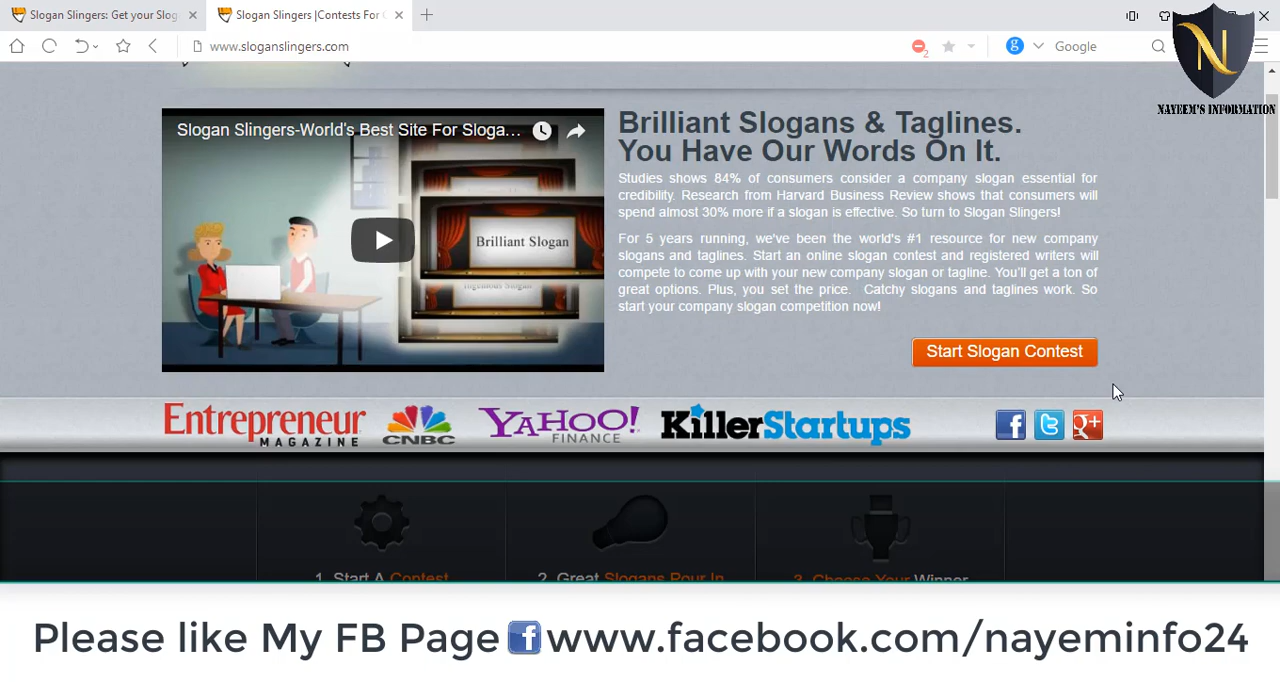 Slogan Slingers: Get your Slog
Slogan Slingers |Contests For
www.sloganslingers.com
2
g
Google
N
NAYEEM'S INFORMATION
Slogan Slingers-World's Best Site For Sloga...
Brilliant Slogan
Brilliant Slogans & Taglines.
You Have Our Words On It.
Studies shows 84% of consumers consider a company slogan essential for
credibility. Research from Harvard Business Review shows that consumers will
spend almost 30% more if a slogan is effective. So turn to Slogan Slingers!
For 5 years running, we've been the world's #1 resource for new company
slogans and taglines. Start an online slogan contest and registered writers will
compete to come up with your new company slogan or tagline. You'll get a ton of
great options. Plus, you set the price. Catchy slogans and taglines work. So
start your company slogan competition now!
Start Slogan Contest
Entrepreneur
MAGAZINE
CNBC
YAHOO!
FINANCE
KillerStartups
f
t
g+
1. Start A Contest
2. Great Slogans Pour In
3. Choose Your Winner
Please like My FB Page f www.facebook.com/nayeminfo24